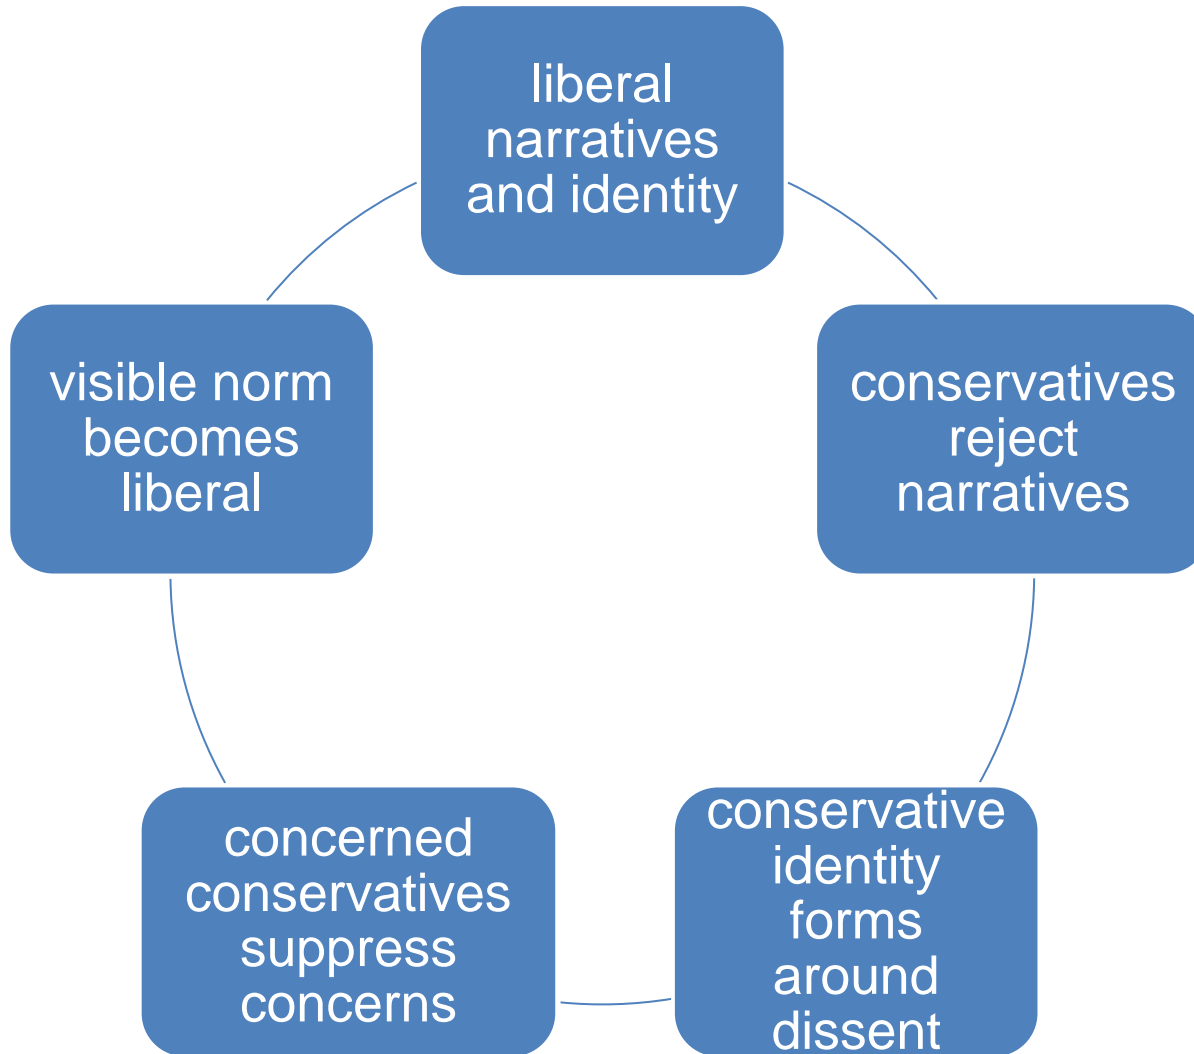 liberal
narratives
and identity
conservatives
reject
narratives
conservative
identity
forms
around
dissent
concerned
conservatives
suppress
concerns
visible norm
becomes
liberal